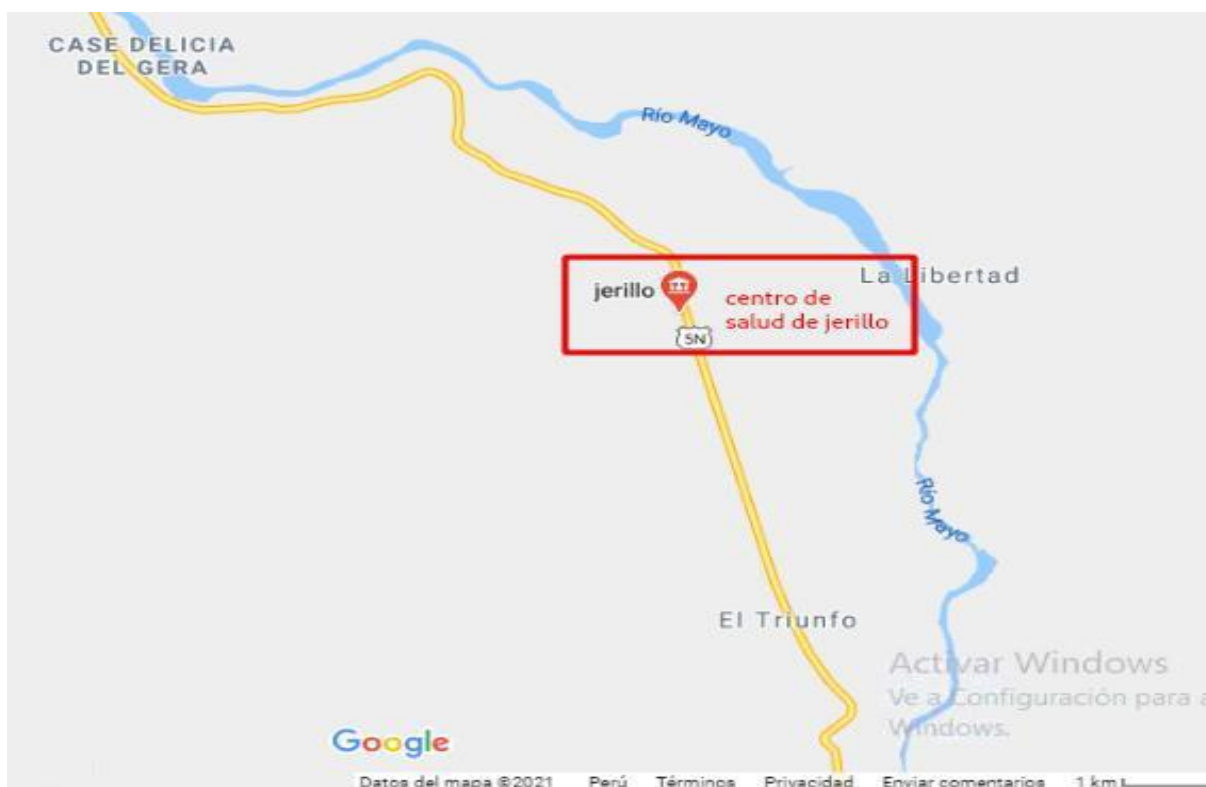 CASE DELICIA
DEL GERA
Río Mayo
La Libertad
jerillo
centro de
salud de jerillo
5N
Río Mayo
El Triunfo
Activar Windows
Ve a Configuración para a
Windows.
Google
Datos del mapa ©2021 Perú Términos Privacidad Enviar comentarios 1 km